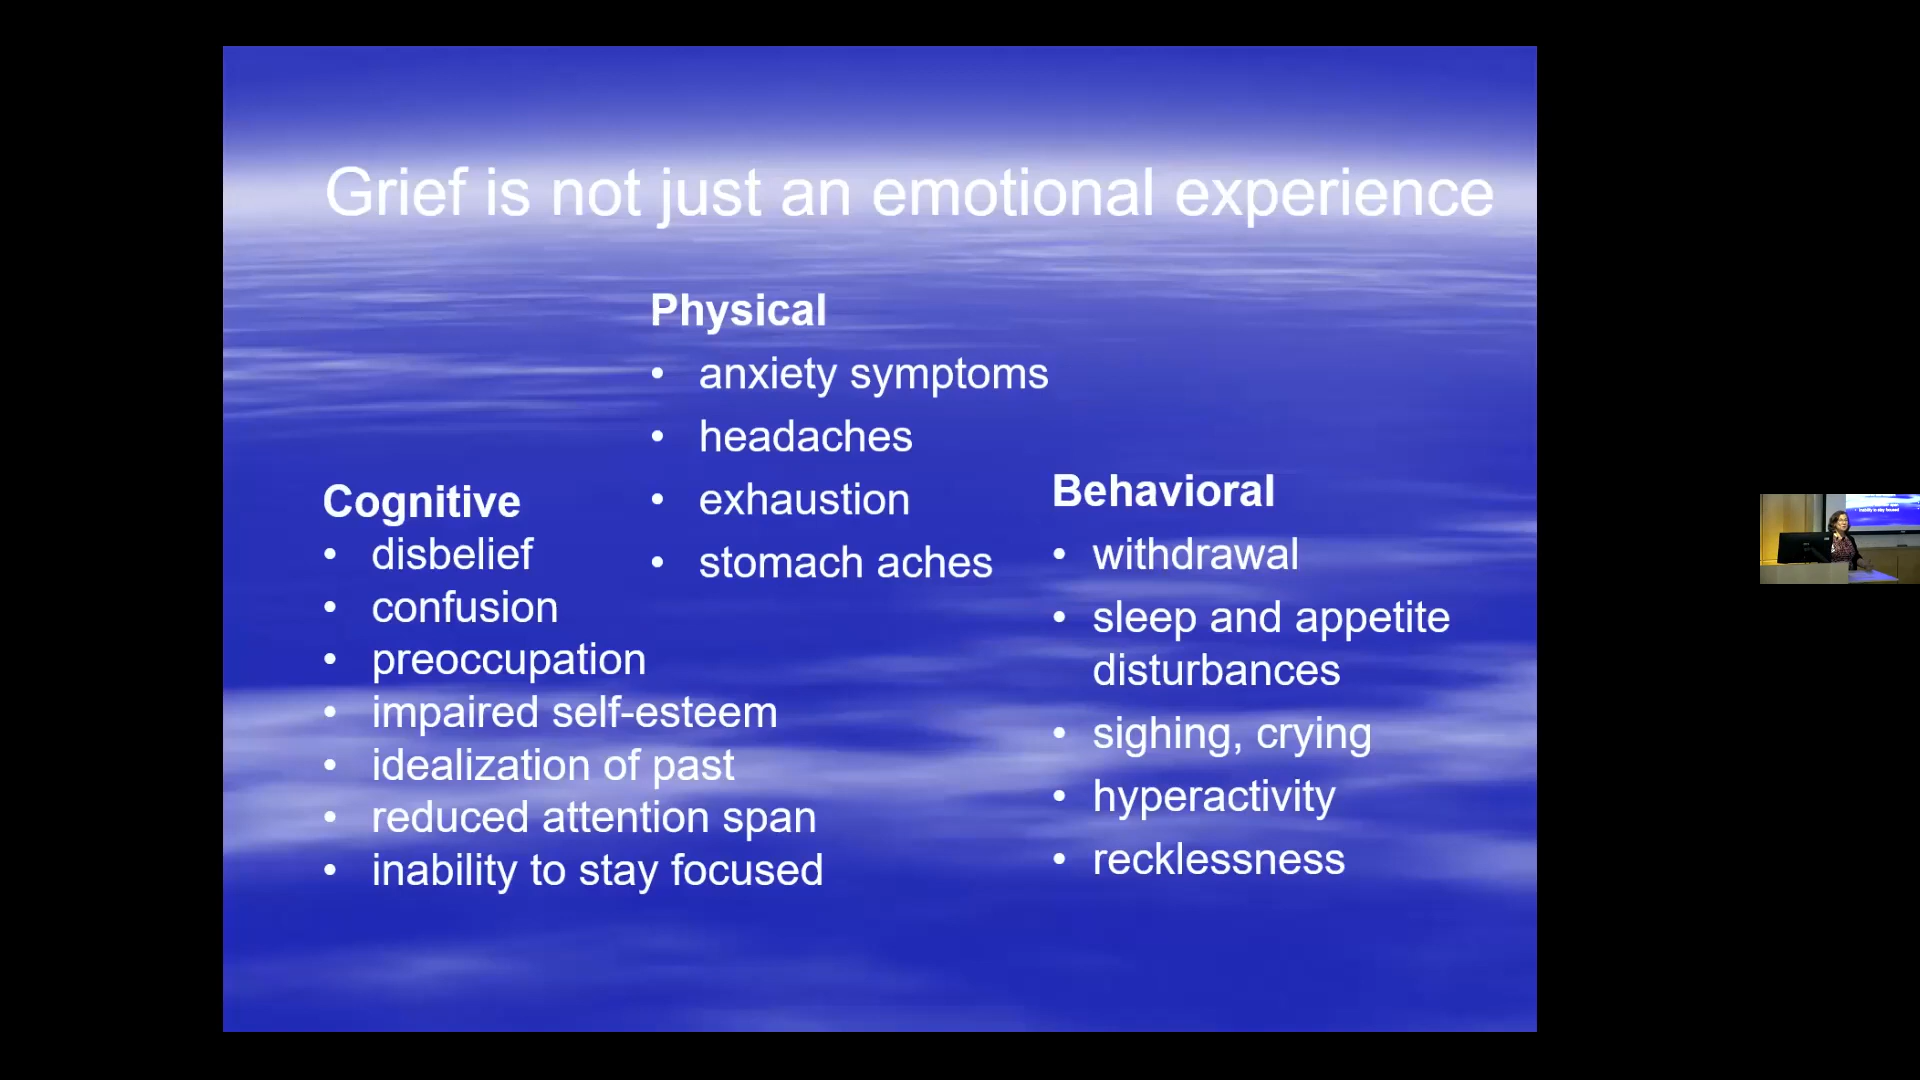 Grief is not just an emotional experience
Physical
• anxiety symptoms
• headaches
• exhaustion
• stomach aches
Cognitive
• disbelief
• confusion
• preoccupation
• impaired self-esteem
• idealization of past
• reduced attention span
• inability to stay focused
Behavioral
• withdrawal
• sleep and appetite
disturbances
• sighing, crying
• hyperactivity
• recklessness